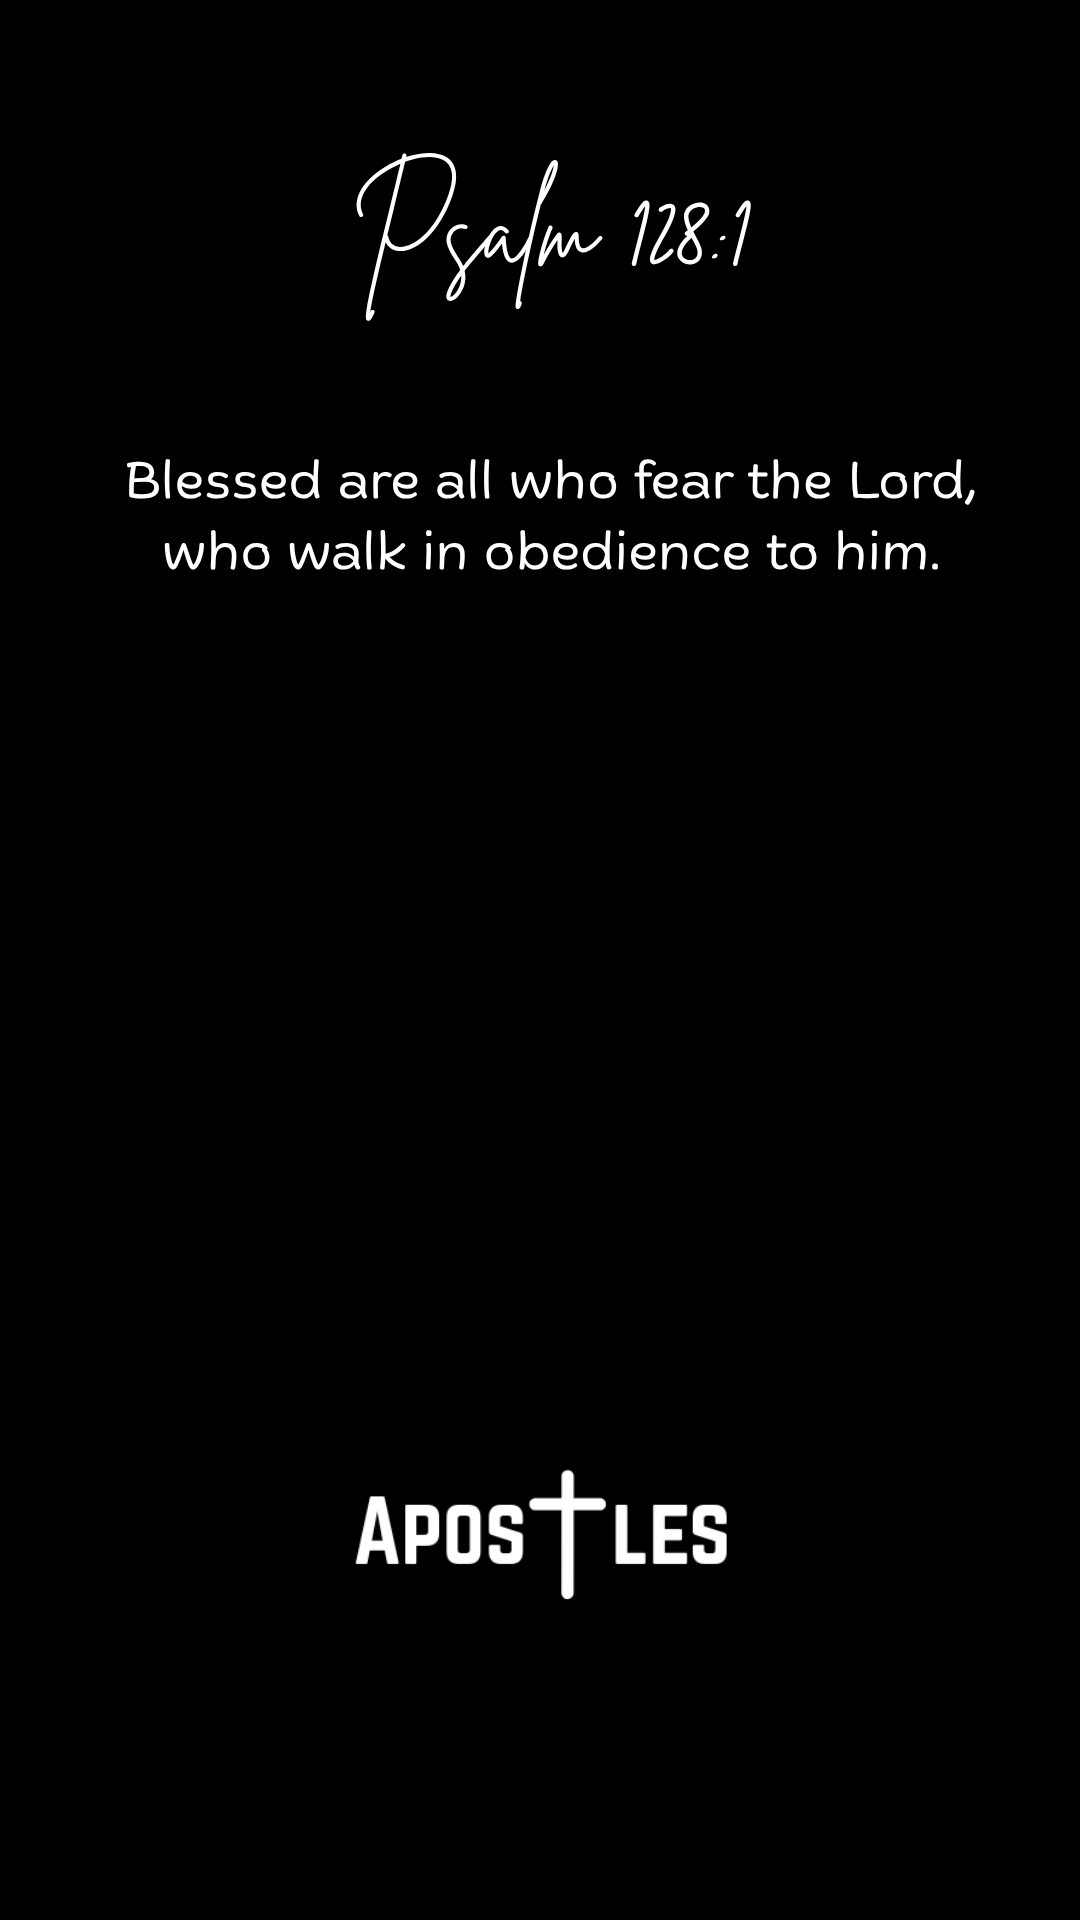 Psalm 128:1
Blessed are all who fear the Lord,
who walk in obedience to him.
APOSTLES